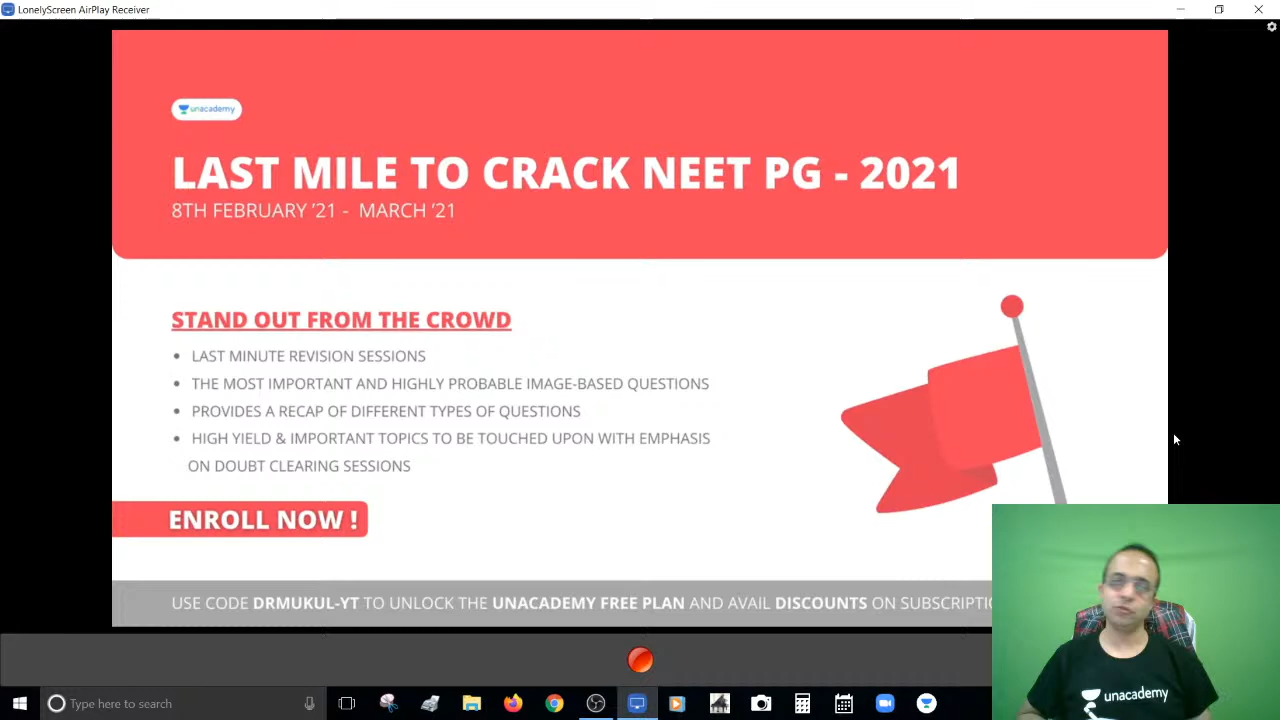 LonelyScreen AirPlay Receiver
unacademy
LAST MILE TO CRACK NEET PG - 2021
8TH FEBRUARY '21 - MARCH '21
STAND OUT FROM THE CROWD
• LAST MINUTE REVISION SESSIONS
• THE MOST IMPORTANT AND HIGHLY PROBABLE IMAGE-BASED QUESTIONS
• PROVIDES A RECAP OF DIFFERENT TYPES OF QUESTIONS
• HIGH YIELD & IMPORTANT TOPICS TO BE TOUCHED UPON WITH EMPHASIS
ON DOUBT CLEARING SESSIONS
ENROLL NOW !
USE CODE DRMUKUL-YT TO UNLOCK THE UNACADEMY FREE PLAN AND AVAIL DISCOUNTS ON
unacademy
Type here to search